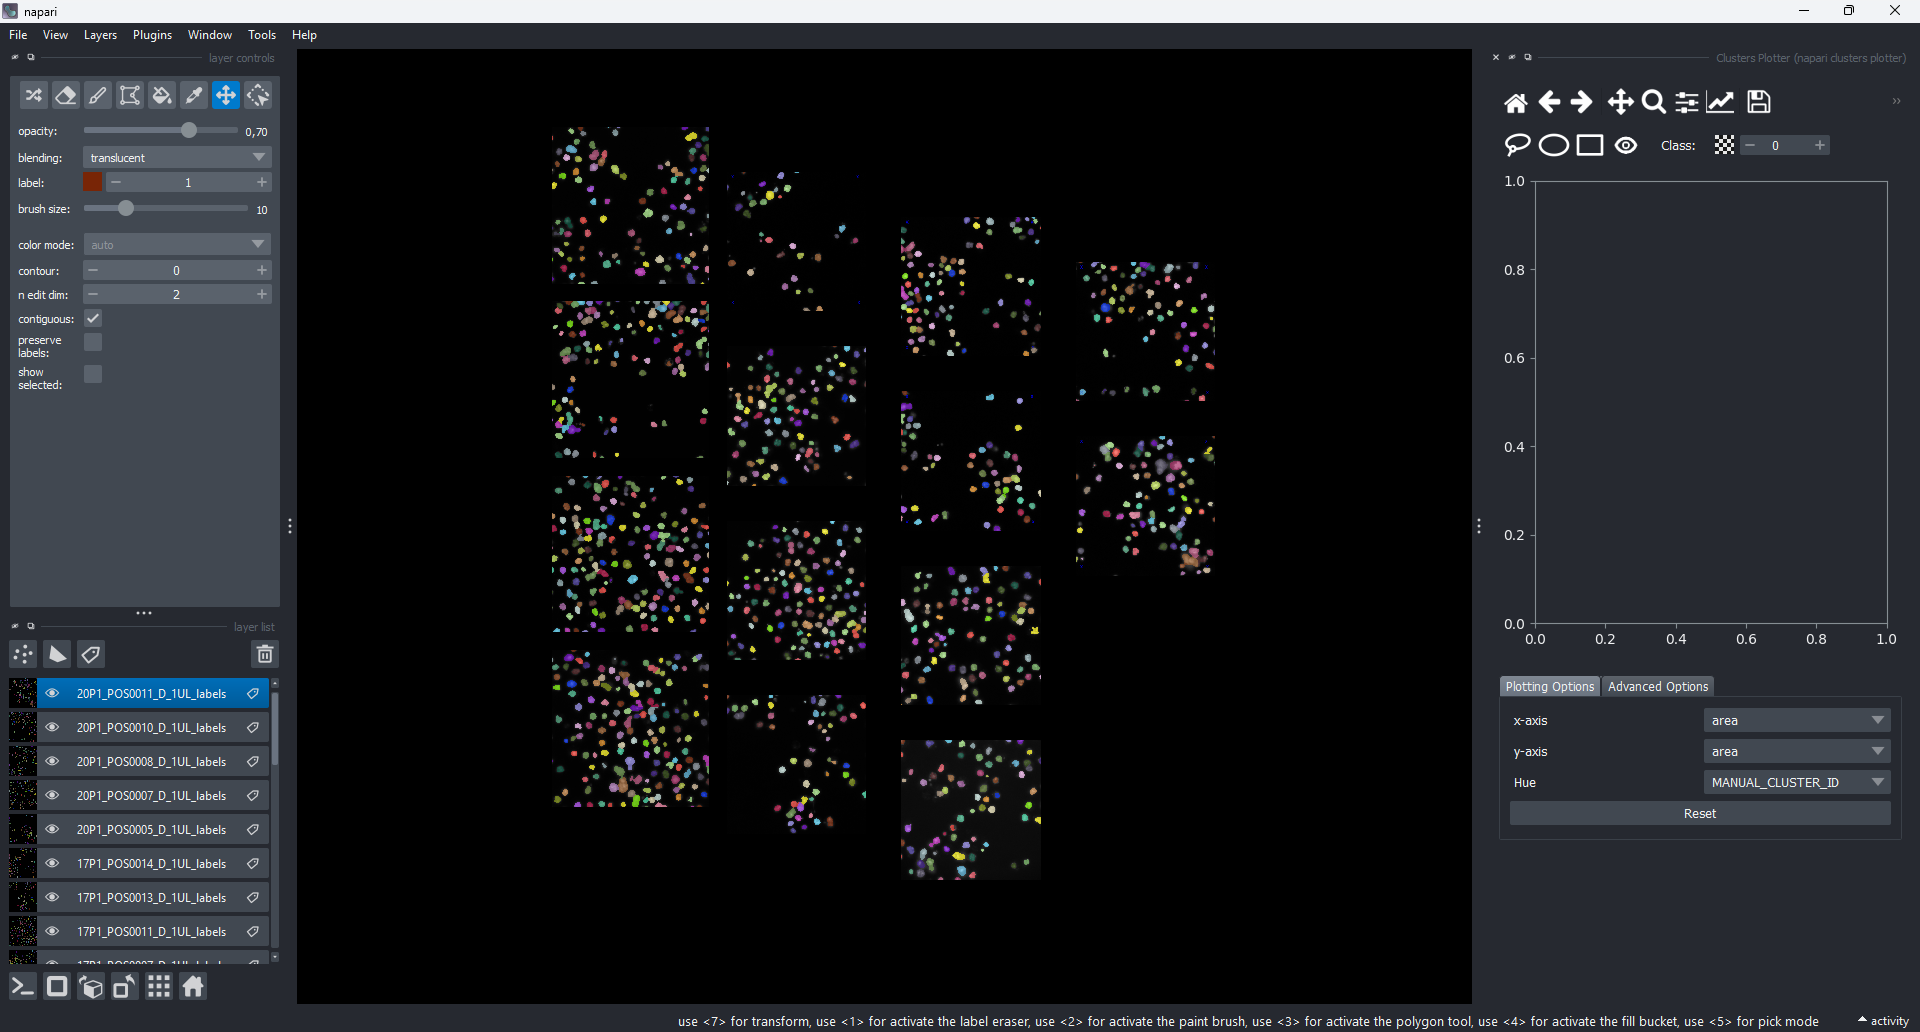 napari
File View Layers Plugins Window Tools Help
layer controls
opacity: 0,70
blending: translucent
label: 1
brush size: 10
color mode: auto
contour: 0
n edit dim: 2
contiguous:
preserve
labels:
show
selected:
layer list
20P1_POS0011_D_1UL_labels
20P1_POS0010_D_1UL_labels
20P1_POS0008_D_1UL_labels
20P1_POS0007_D_1UL_labels
20P1_POS0005_D_1UL_labels
17P1_POS0014_D_1UL_labels
17P1_POS0013_D_1UL_labels
17P1_POS0011_D_1UL_labels
Clusters Plotter (napari clusters plotter)
Class: 0
1.0
0.8
0.6
0.4
0.2
0.0
0.0 0.2 0.4 0.6 0.8 1.0
Plotting Options Advanced Options
x-axis area
y-axis area
Hue MANUAL_CLUSTER_ID
Reset
use <7> for transform, use <1> for activate the label eraser, use <2> for activate the paint brush, use <3> for activate the polygon tool, use <4> for activate the fill bucket, use <5> for pick mode
activity